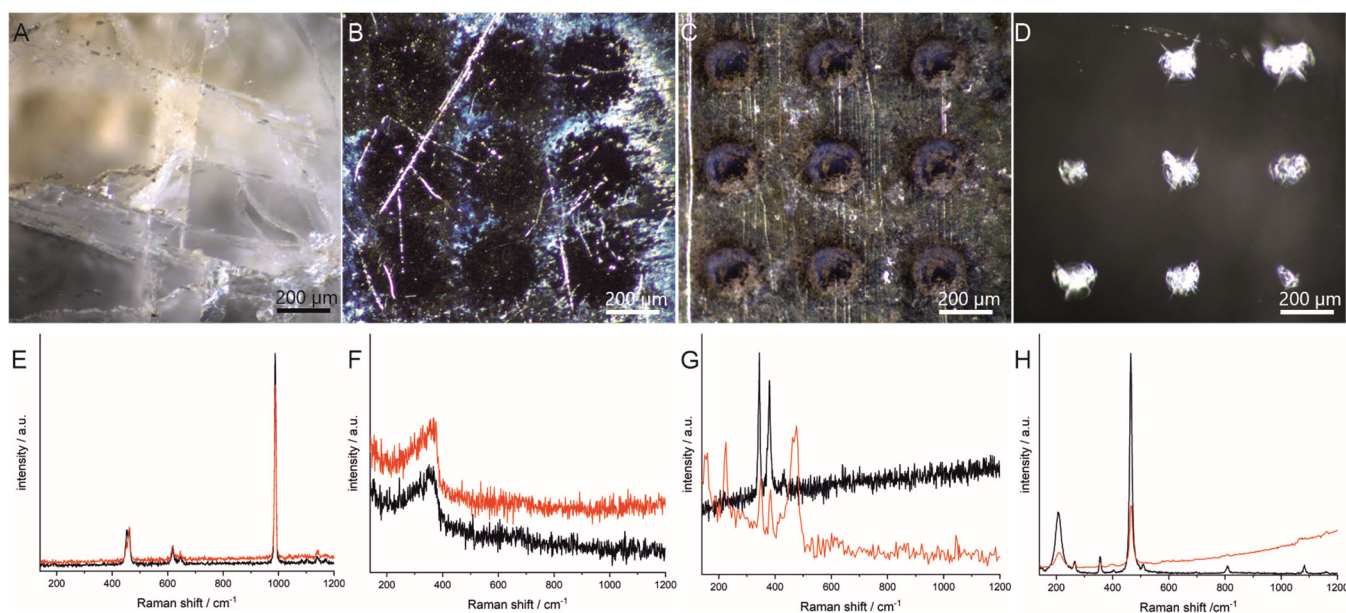 A
B
C
D
200 µm
200 µm
200 µm
200 µm
E
F
G
H
intensity / a.u.
intensity / a.u.
intensity / a.u.
intensity / a.u.
200 400 600 800 1000 1200
200 400 600 800 1000 1200
200 400 600 800 1000 1200
200 400 600 800 1000 1200
Raman shift / cm⁻¹
Raman shift / cm⁻¹
Raman shift / cm⁻¹
Raman shift / cm⁻¹